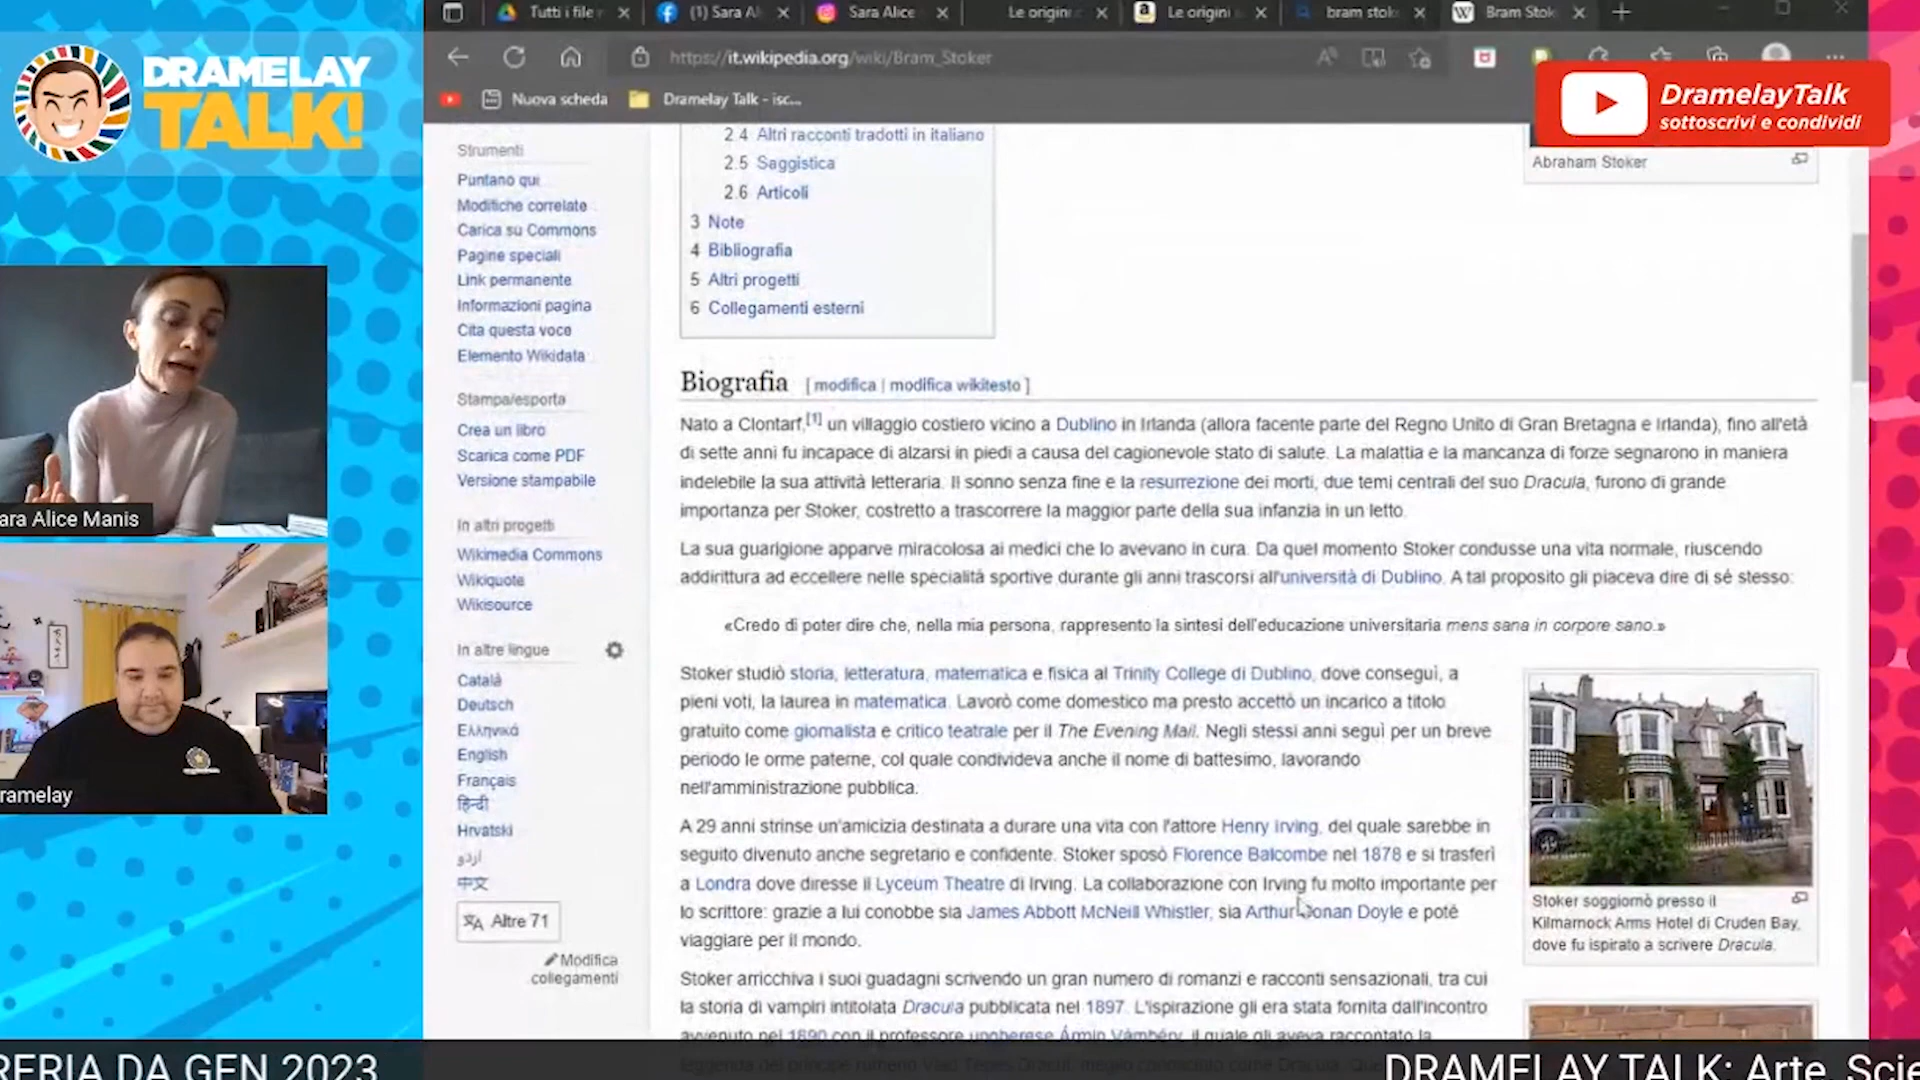 DRAMELAY
TALK!
Tutti i file
(1) Sara Al
Sara Alice
Le origini
Le origini
bram stok
Bram Stok
https://it.wikipedia.org/wiki/Bram_Stoker
Nuova scheda
Dramelay Talk - isc...
DramelayTalk
sottoscrivi e condividi
Strumenti
Puntano qui
Modifiche correlate
Carica su Commons
Pagine speciali
Link permanente
Informazioni pagina
Cita questa voce
Elemento Wikidata
Stampa/esporta
Crea un libro
Scarica come PDF
Versione stampabile
In altri progetti
Wikimedia Commons
Wikiquote
Wikisource
In altre lingue
Català
Deutsch
Ελληνικά
English
Français
हिन्दी
Hrvatski
اردو
中文
Altre 71
Modifica
collegamenti
2.4 Altri racconti tradotti in italiano
2.5 Saggistica
2.6 Articoli
3 Note
4 Bibliografia
5 Altri progetti
6 Collegamenti esterni
Abraham Stoker
Biografia [ modifica | modifica wikitesto ]
Nato a Clontarf,[1] un villaggio costiero vicino a Dublino in Irlanda (allora facente parte del Regno Unito di Gran Bretagna e Irlanda), fino all'età
di sette anni fu incapace di alzarsi in piedi a causa del cagionevole stato di salute. La malattia e la mancanza di forze segnarono in maniera
indelebile la sua attività letteraria. Il sonno senza fine e la resurrezione dei morti, due temi centrali del suo Dracula, furono di grande
importanza per Stoker, costretto a trascorrere la maggior parte della sua infanzia in un letto.
La sua guarigione apparve miracolosa ai medici che lo avevano in cura. Da quel momento Stoker condusse una vita normale, riuscendo
addirittura ad eccellere nelle specialità sportive durante gli anni trascorsi all'università di Dublino. A tal proposito gli piaceva dire di sé stesso:
«Credo di poter dire che, nella mia persona, rappresento la sintesi dell'educazione universitaria mens sana in corpore sano.»
Stoker studiò storia, letteratura, matematica e fisica al Trinity College di Dublino, dove conseguì, a
pieni voti, la laurea in matematica. Lavorò come domestico ma presto accettò un incarico a titolo
gratuito come giornalista e critico teatrale per il The Evening Mail. Negli stessi anni seguì per un breve
periodo le orme paterne, col quale condivideva anche il nome di battesimo, lavorando
nell'amministrazione pubblica.
A 29 anni strinse un'amicizia destinata a durare una vita con l'attore Henry Irving, del quale sarebbe in
seguito divenuto anche segretario e confidente. Stoker sposò Florence Balcombe nel 1878 e si trasferì
a Londra dove diresse il Lyceum Theatre di Irving. La collaborazione con Irving fu molto importante per
lo scrittore: grazie a lui conobbe sia James Abbott McNeill Whistler, sia Arthur Conan Doyle e poté
viaggiare per il mondo.
Stoker arricchiva i suoi guadagni scrivendo un gran numero di romanzi e racconti sensazionali, tra cui
la storia di vampiri intitolata Dracula pubblicata nel 1897. L'ispirazione gli era stata fornita dall'incontro
avvenuto nel 1890 con il professore ungherese Ármin Vámbéry, il quale gli aveva raccontato la
Stoker soggiornò presso il
Kilmarnock Arms Hotel di Cruden Bay,
dove fu ispirato a scrivere Dracula.
ara Alice Manis
ramelay
RERIA DA GEN 2023
DRAMELAY TALK: Arte, Scie